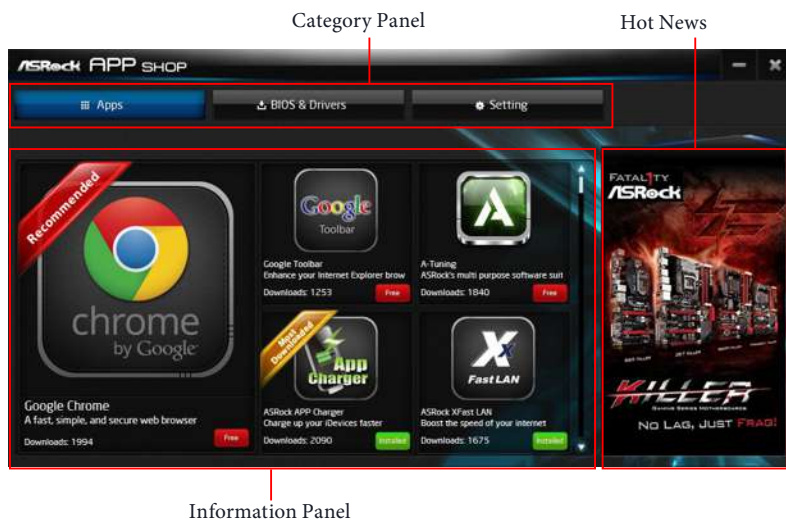 Category Panel
Hot News
ASRock APP SHOP
Apps
BIOS & Drivers
Setting
Recommended
chrome
by Google
Google Chrome
A fast, simple, and secure web browser
Downloads: 1994
Free
Google
Toolbar
Google Toolbar
Enhance your Internet Explorer brow
Downloads: 1253
Free
A-Tuning
ASRock's multi purpose software suit
Downloads: 1840
Free
Most Downloaded
App
Charger
ASRock APP Charger
Charge up your iDevices faster
Downloads: 2090
Installed
Fast LAN
ASRock XFast LAN
Boost the speed of your internet
Downloads: 1675
Installed
FATAL1TY
ASRock
KILLER
GAMING SERIES MOTHERBOARDS
NO LAG, JUST FRAG!
Information Panel